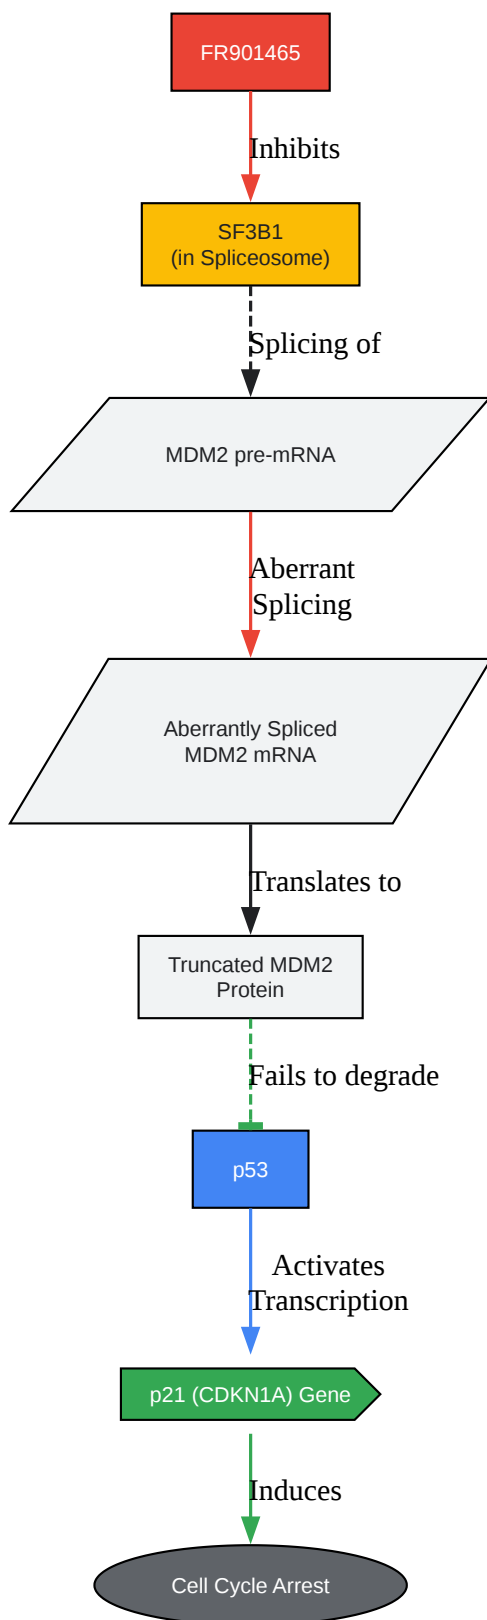 FR901465
Inhibits
SF3B1
(in Spliceosome)
Splicing of
MDM2 pre-mRNA
Aberrant
Splicing
Aberrantly Spliced
MDM2 mRNA
Translates to
Truncated MDM2
Protein
Fails to degrade
p53
Activates
Transcription
p21 (CDKN1A) Gene
Induces
Cell Cycle Arrest